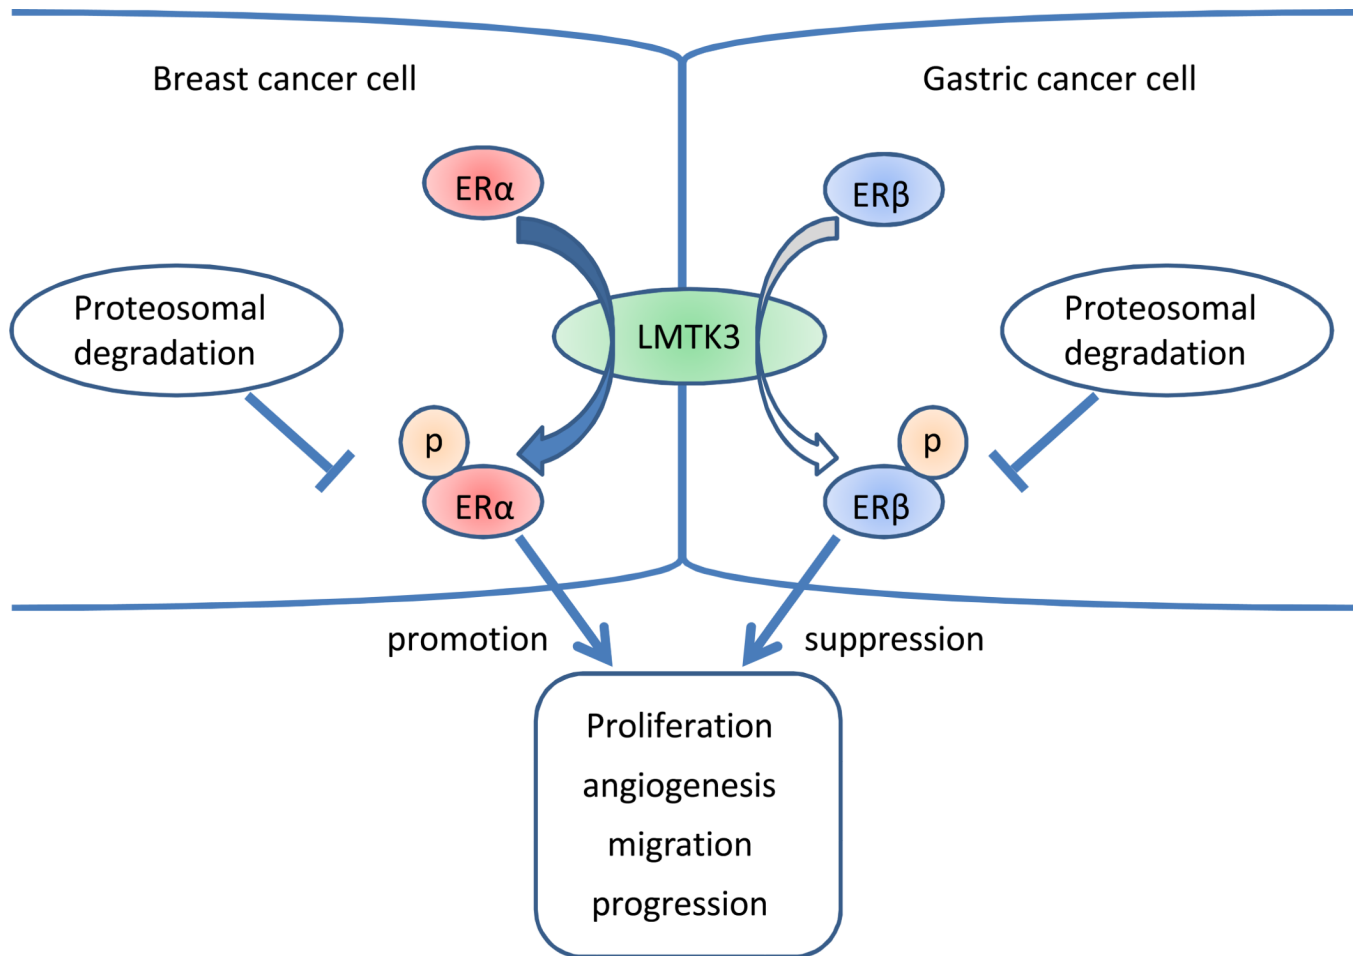 Breast cancer cell
Gastric cancer cell
ERα
ERβ
Proteosomal
degradation
LMTK3
Proteosomal
degradation
p
ERα
p
ERβ
promotion
suppression
Proliferation
angiogenesis
migration
progression